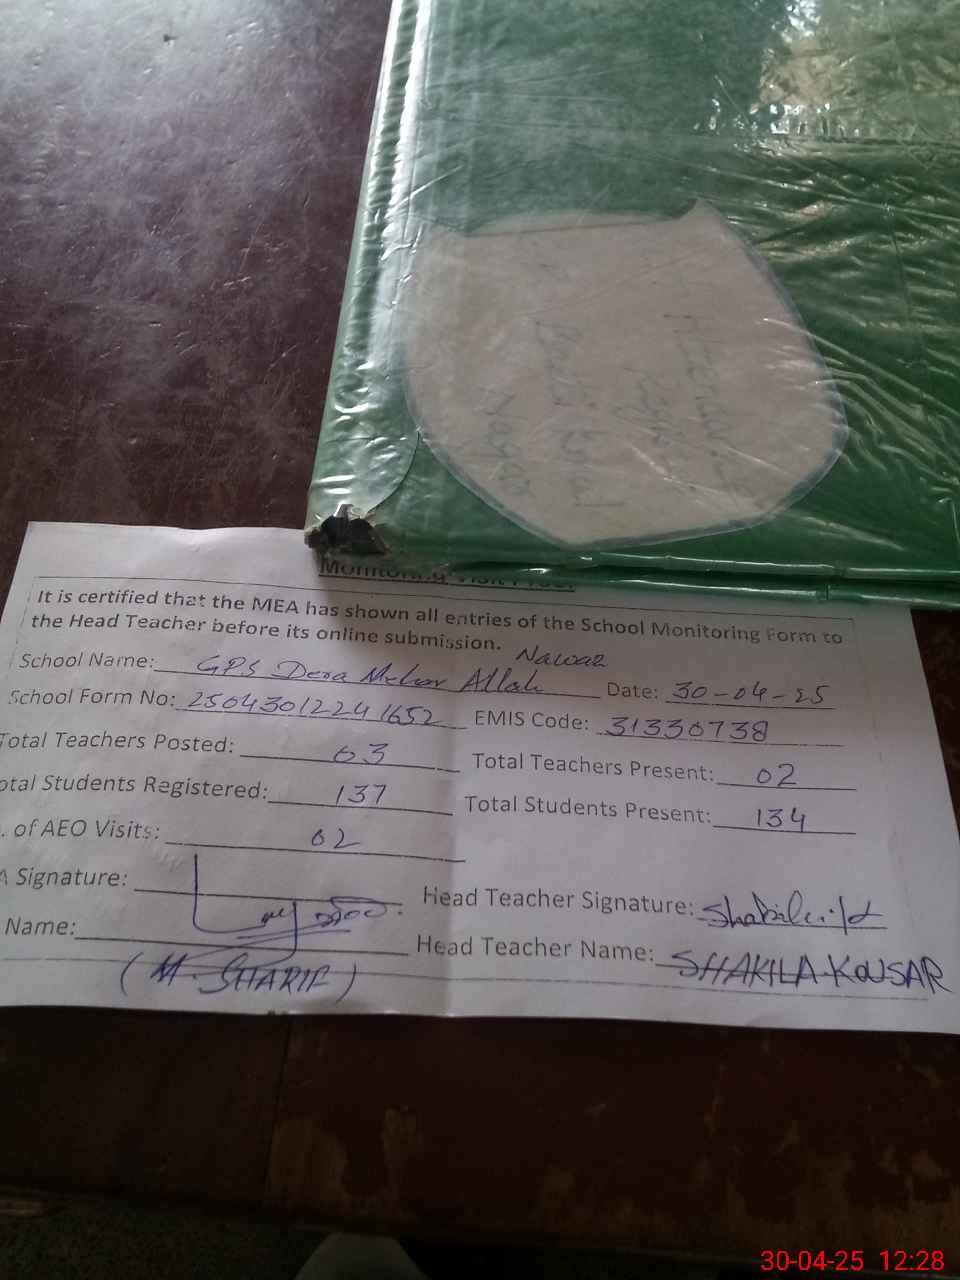 Monitoring Visit Proof
It is certified that the MEA has shown all entries of the School Monitoring Form to
the Head Teacher before its online submission.
Nawaz
School Name: GPS Dera Meher Allah Date: 30-04-25
School Form No: 250430122241652 EMIS Code: 31330738
Total Teachers Posted: 03 Total Teachers Present: 02
otal Students Registered: 137 Total Students Present: 134
. of AEO Visits: 02
A Signature: Head Teacher Signature:
Name: Head Teacher Name: SHAKILA KOUSAR
(M. SHARIF)
30-04-25 12:28